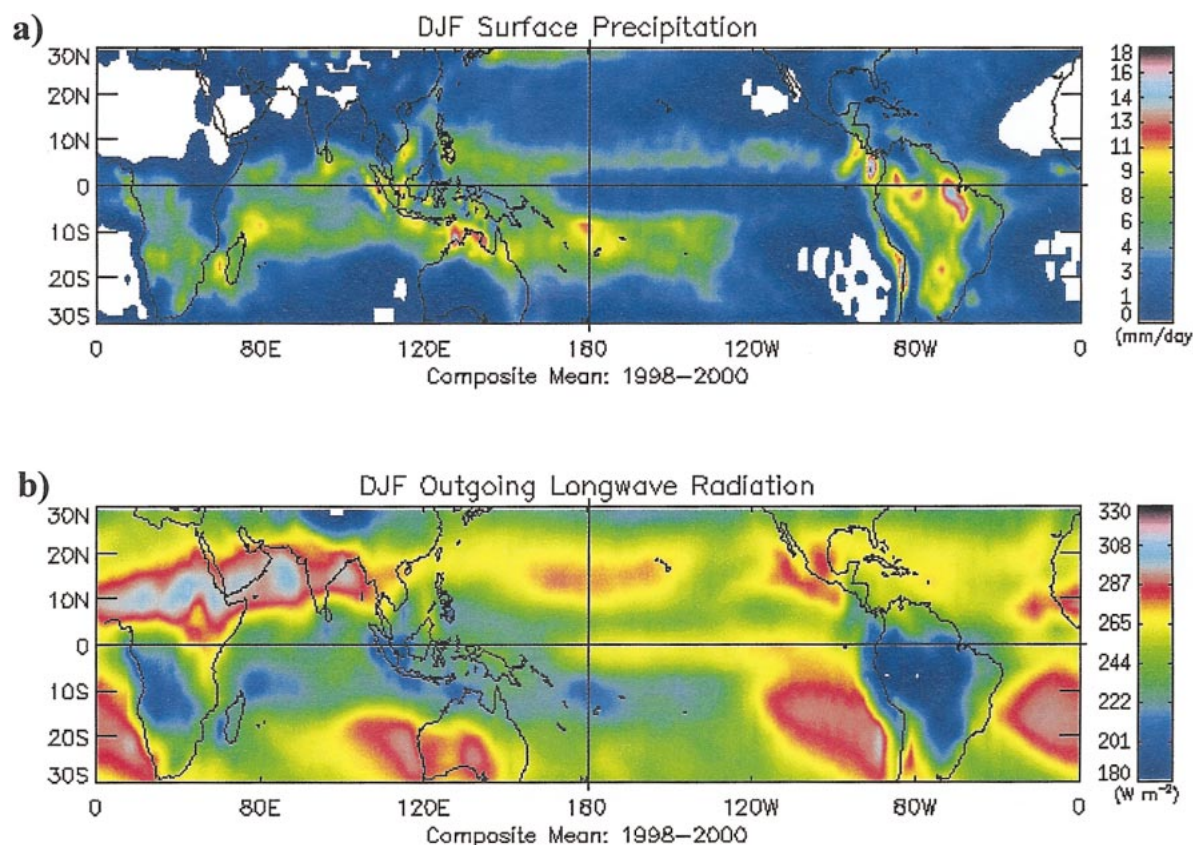 a)
DJF Surface Precipitation
30N
20N
10N
0
10S
20S
30S
0
80E
120E
180
120W
80W
0
Composite Mean: 1998-2000
18
16
14
12
11
9
8
6
4
3
1
0
(mm/day
b)
DJF Outgoing Longwave Radiation
30N
20N
10N
0
10S
20S
30S
0
80E
120E
180
120W
80W
0
Composite Mean: 1998-2000
330
308
287
265
244
222
201
180
(W m⁻²)